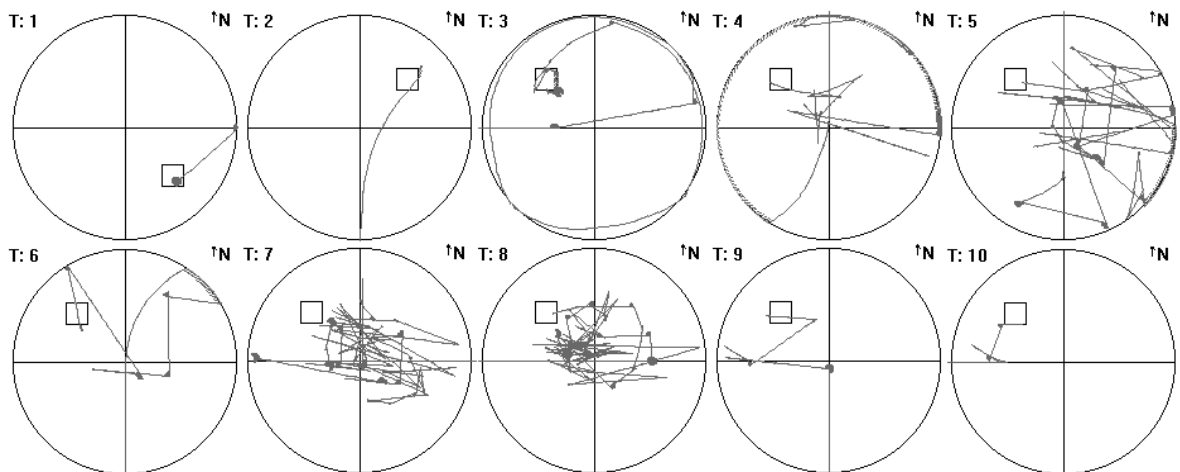 T: 1 ↑N T: 2 ↑N T: 3 ↑N T: 4 ↑N T: 5 ↑N
T: 6 ↑N T: 7 ↑N T: 8 ↑N T: 9 ↑N T: 10 ↑N